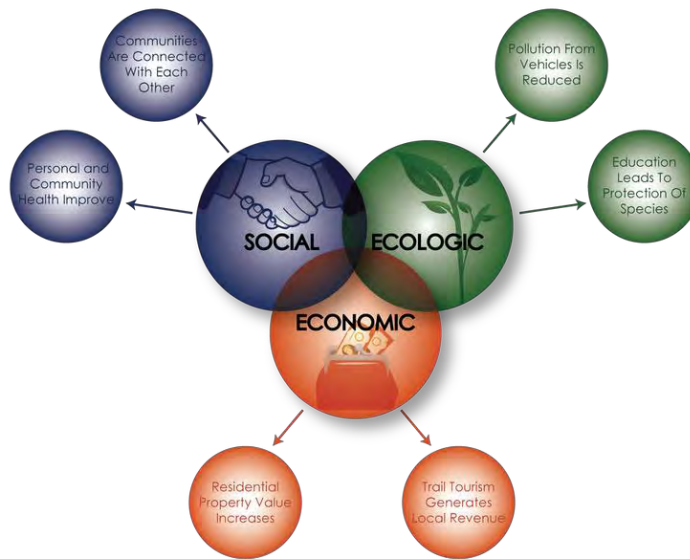 Communities
Are Connected
With Each
Other
Pollution From
Vehicles Is
Reduced
Personal and
Community
Health Improve
Education
Leads To
Protection Of
Species
SOCIAL
ECOLOGIC
ECONOMIC
Residential
Property Value
Increases
Trail Tourism
Generates
Local Revenue